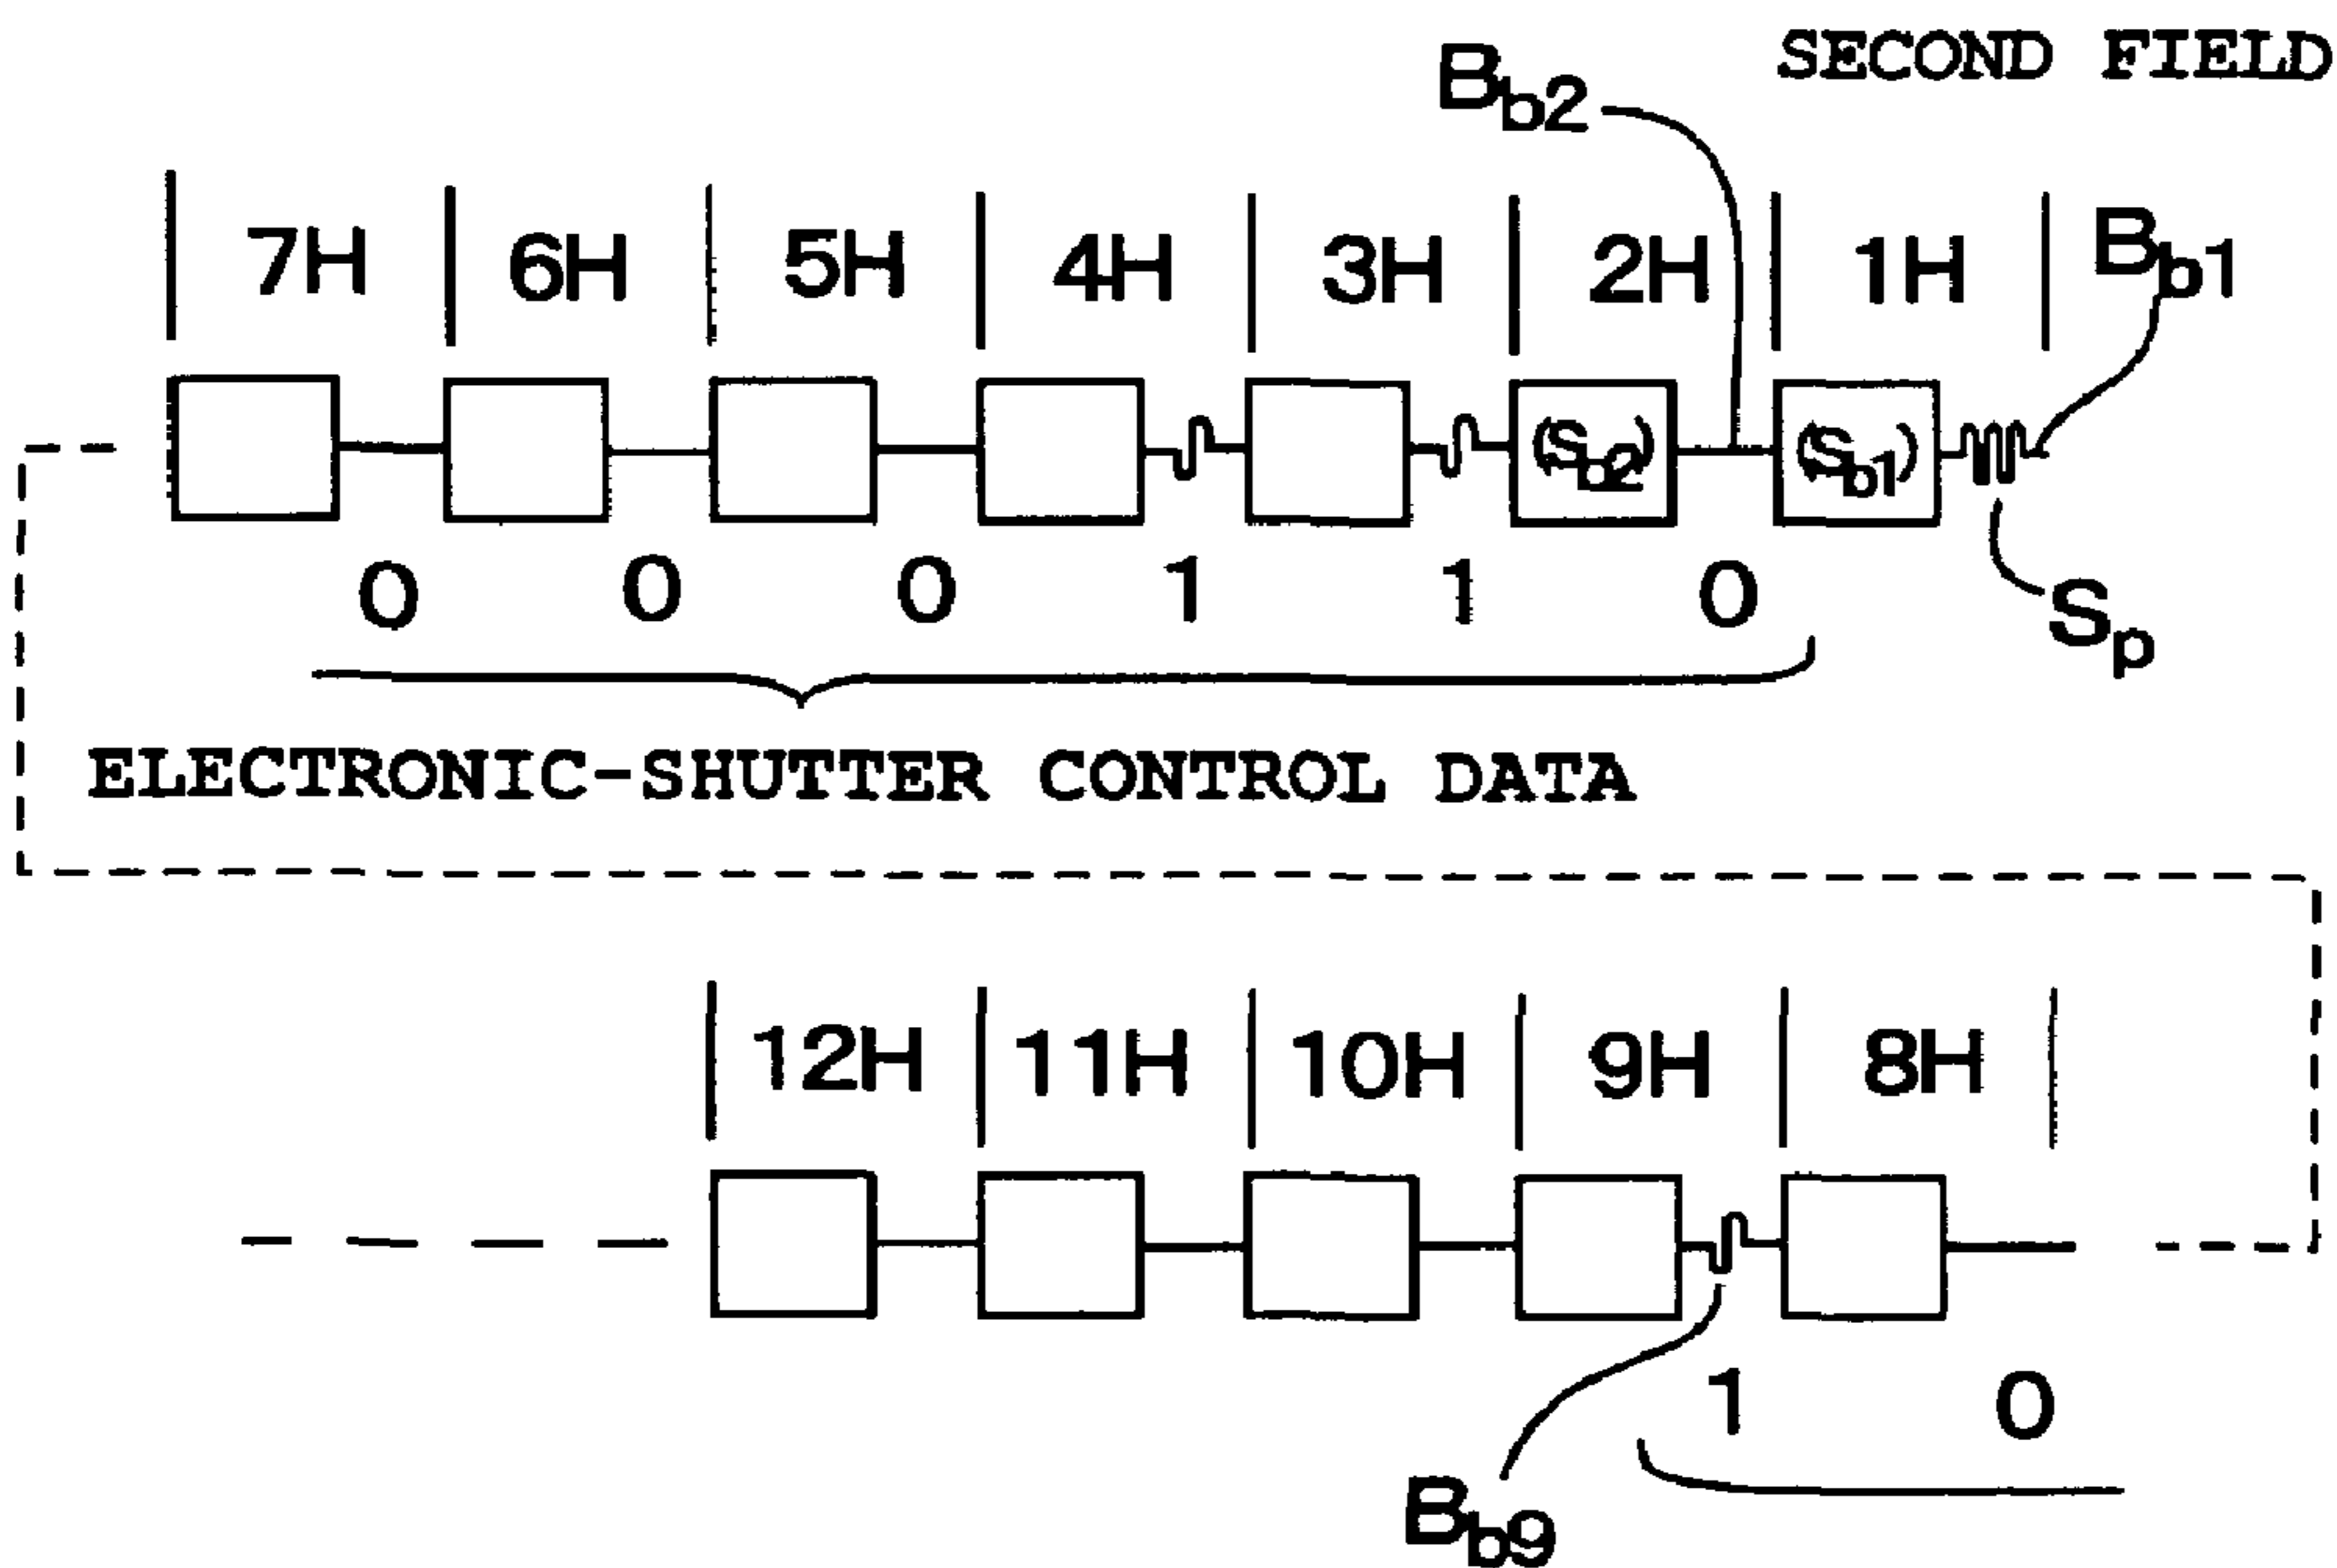 SECOND FIELD
Bb2
7H 6H 5H 4H 3H 2H 1H Bb1
(Sb2) (Sb1)
0 0 0 1 1 0
Sp
ELECTRONIC-SHUTTER CONTROL DATA
12H 11H 10H 9H 8H
1 0
Bb9